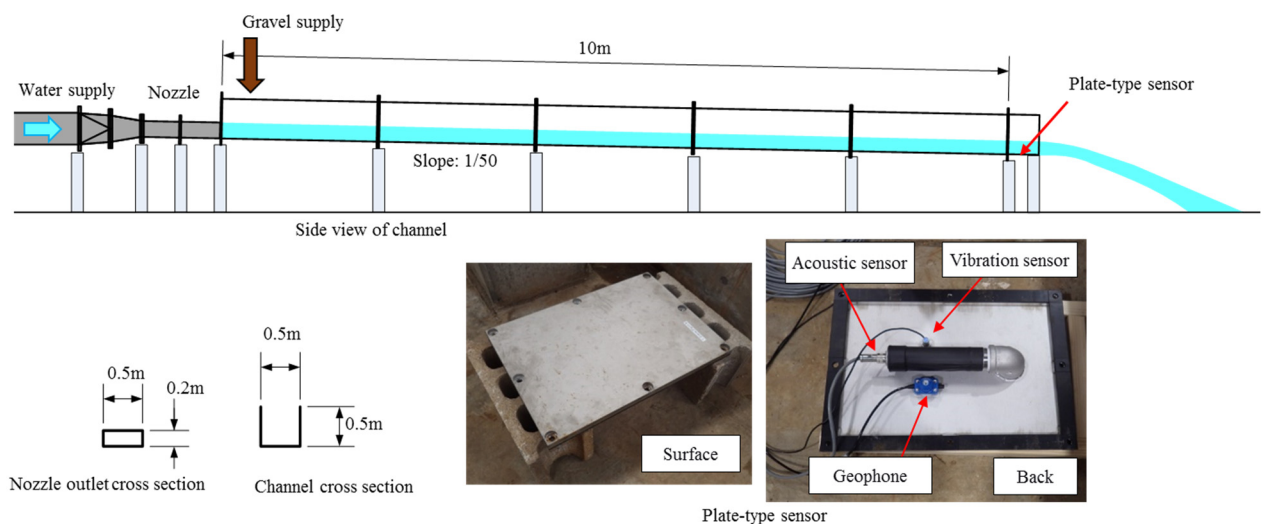 Gravel supply
10m
Plate-type sensor
Water supply
Nozzle
Slope: 1/50
Side view of channel
Acoustic sensor
Vibration sensor
0.5m
0.5m
0.2m
0.5m
Surface
Geophone
Back
Nozzle outlet cross section
Channel cross section
Plate-type sensor